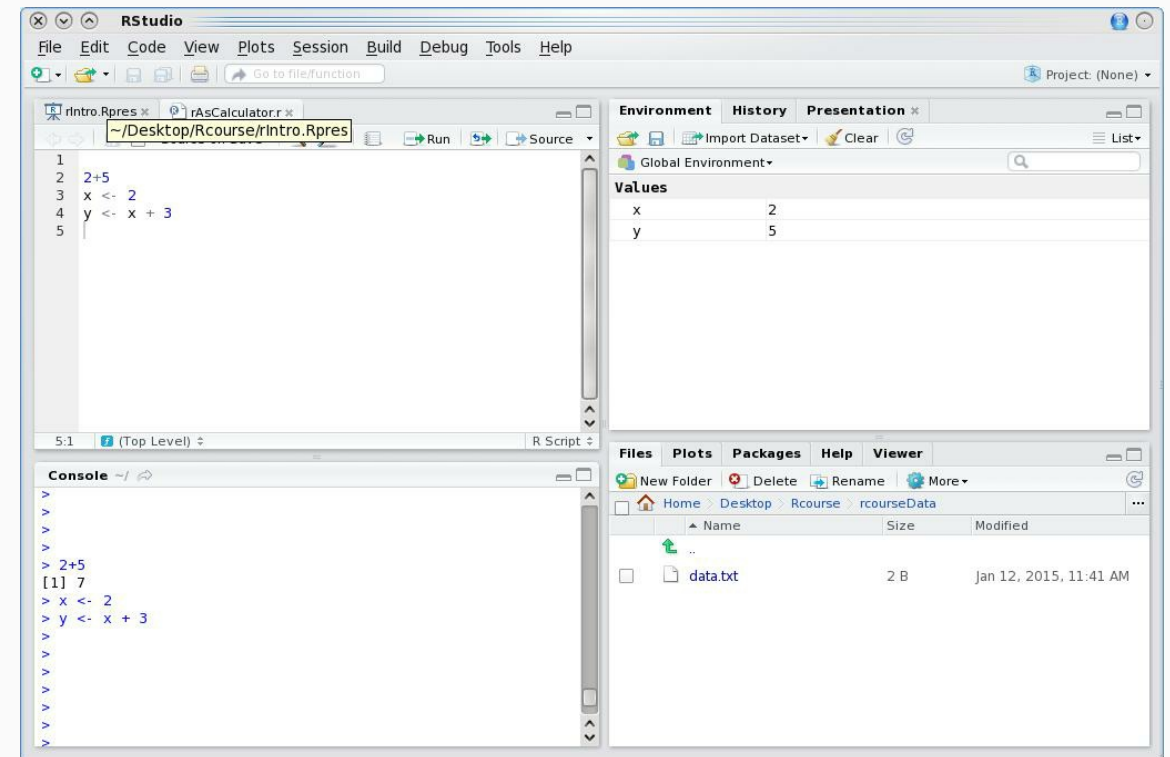 RStudio
File Edit Code View Plots Session Build Debug Tools Help
Go to file/function
Project: (None)
rIntro.Rpres
rAsCalculator.r
~/Desktop/Rcourse/rIntro.Rpres
Run
Source
1
2 2+5
3 x <- 2
4 y <- x + 3
5
5:1 (Top Level) R Script
Console ~/
>
>
>
>
> 2+5
[1] 7
> x <- 2
> y <- x + 3
>
>
>
>
>
>
>
Environment History Presentation
Import Dataset Clear List
Global Environment
Values
x 2
y 5
Files Plots Packages Help Viewer
New Folder Delete Rename More
Home Desktop Rcourse rcourseData ...
Name Size Modified
..
data.txt 2 B Jan 12, 2015, 11:41 AM